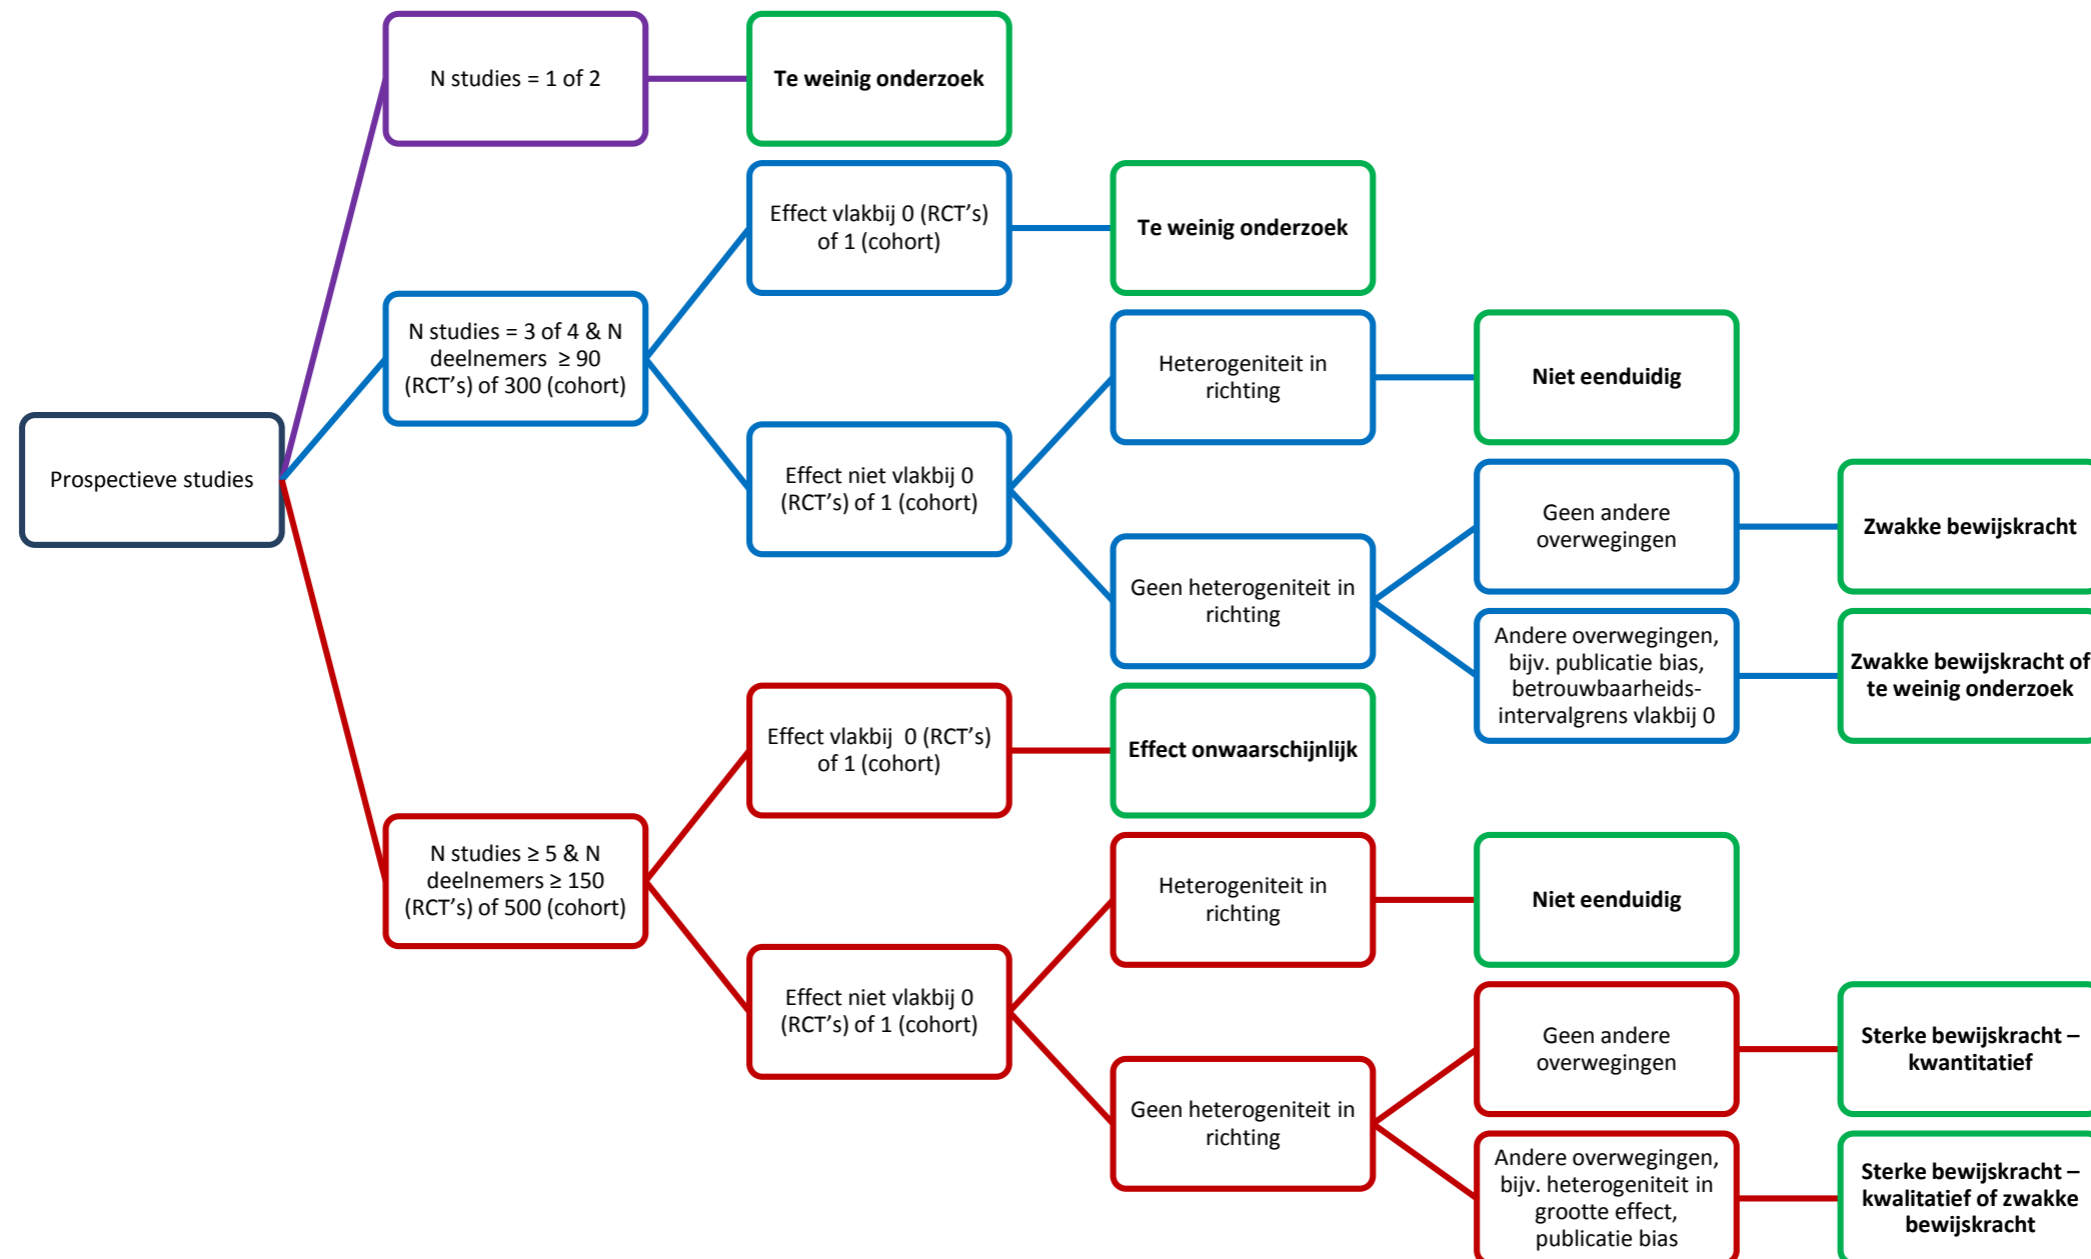 N studies = 1 of 2
Te weinig onderzoek
Effect vlakbij 0 (RCT’s)
of 1 (cohort)
Te weinig onderzoek
N studies = 3 of 4 & N
deelnemers ≥ 90
(RCT’s) of 300 (cohort)
Heterogeniteit in
richting
Niet eenduidig
Prospectieve studies
Effect niet vlakbij 0
(RCT’s) of 1 (cohort)
Geen andere
overwegingen
Zwakke bewijskracht
Geen heterogeniteit in
richting
Andere overwegingen,
bijv. publicatie bias,
betrouwbaarheids-
intervalgrens vlakbij 0
Zwakke bewijskracht of
te weinig onderzoek
Effect vlakbij 0 (RCT’s)
of 1 (cohort)
Effect onwaarschijnlijk
N studies ≥ 5 & N
deelnemers ≥ 150
(RCT’s) of 500 (cohort)
Heterogeniteit in
richting
Niet eenduidig
Effect niet vlakbij 0
(RCT’s) of 1 (cohort)
Geen andere
overwegingen
Sterke bewijskracht –
kwantitatief
Geen heterogeniteit in
richting
Andere overwegingen,
bijv. heterogeniteit in
grootte effect,
publicatie bias
Sterke bewijskracht –
kwalitatief of zwakke
bewijskracht